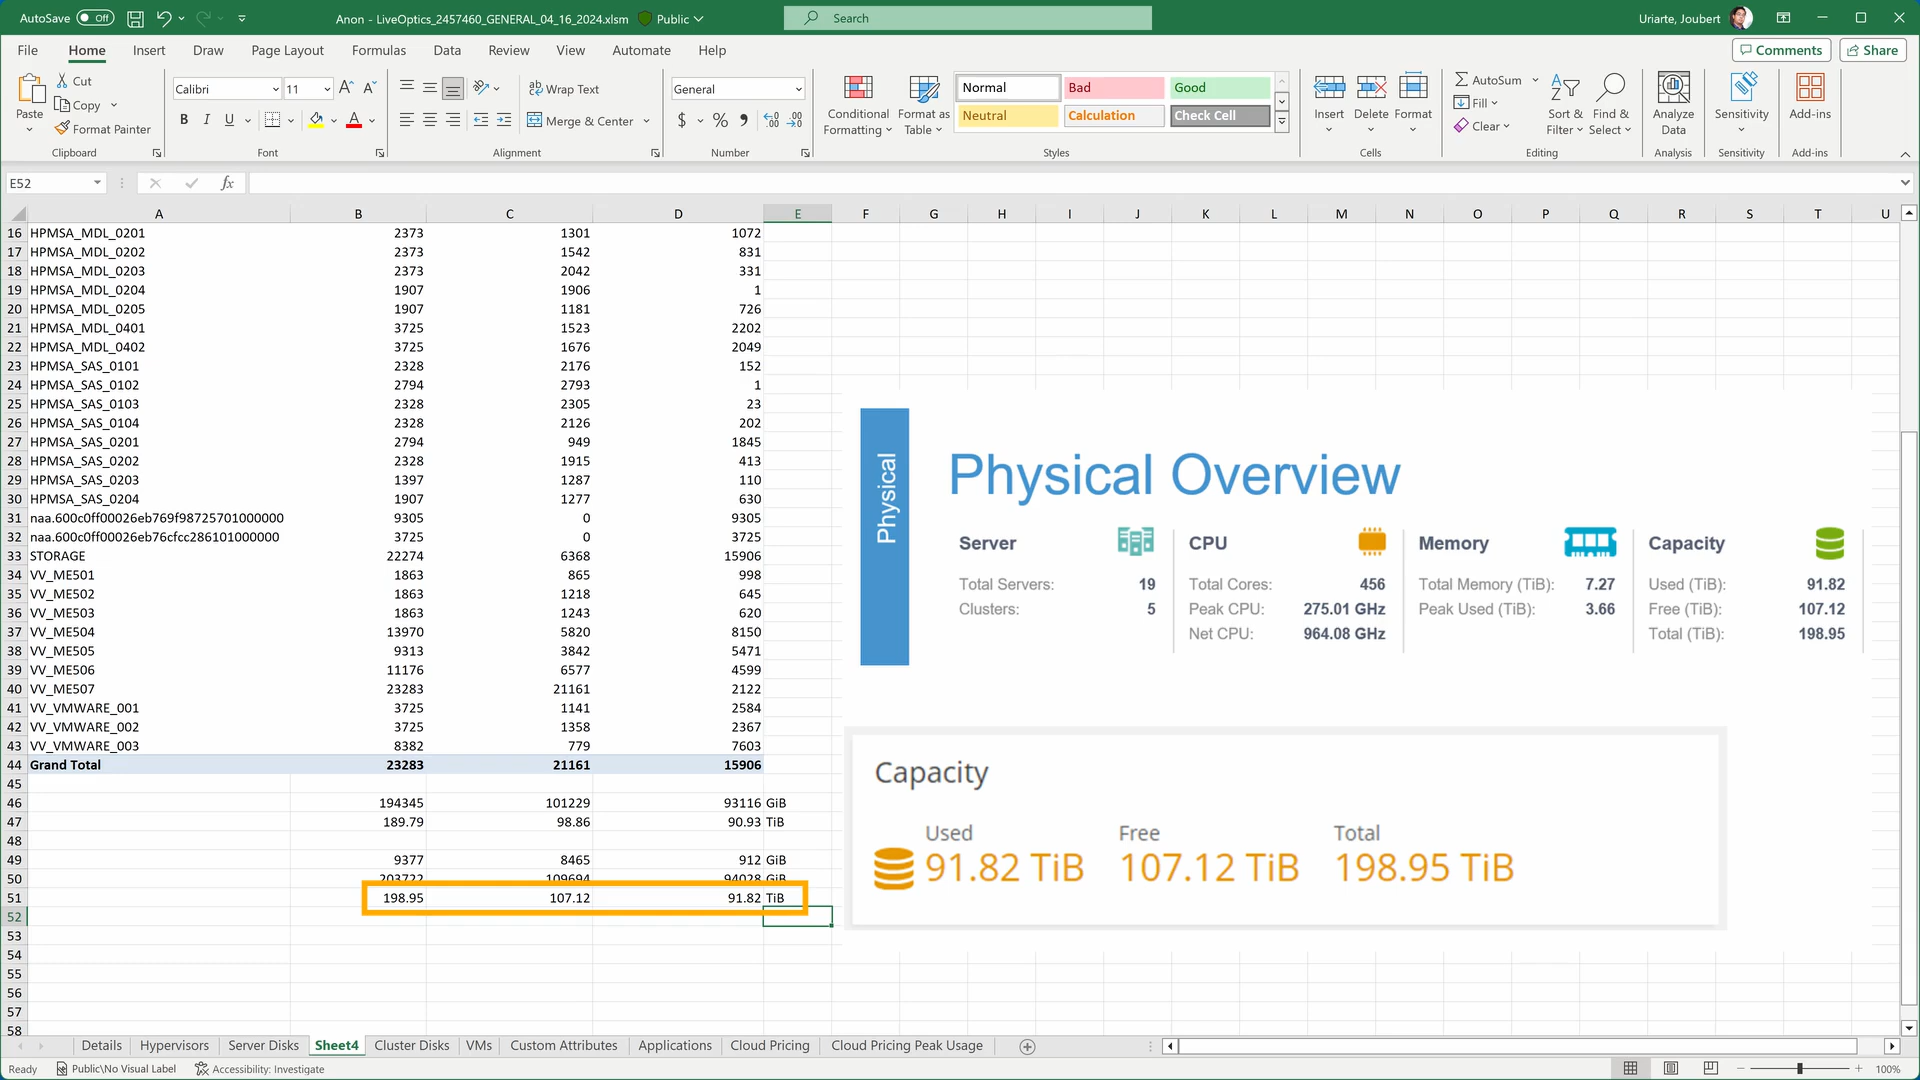 AutoSave Off Anon - LiveOptics_2457460_GENERAL_04_16_2024.xlsm Public Search Uriarte, Joubert
File Home Insert Draw Page Layout Formulas Data Review View Automate Help Comments Share
Paste
Cut
Copy
Format Painter
Clipboard
Calibri 11
B I U
Font
Wrap Text
Merge & Center
Alignment
General
$ % 9
Number
Conditional Formatting
Format as Table
Normal Bad Good
Neutral Calculation Check Cell
Styles
Insert Delete Format
Cells
AutoSum
Fill
Clear
Sort & Filter
Find & Select
Editing
Analyze Data
Analysis
Sensitivity
Sensitivity
Add-ins
Add-ins
E52 fx
A B C D E F G H I J K L M N O P Q R S T U
16 HPMSA_MDL_0201 2373 1301 1072
17 HPMSA_MDL_0202 2373 1542 831
18 HPMSA_MDL_0203 2373 2042 331
19 HPMSA_MDL_0204 1907 1906 1
20 HPMSA_MDL_0205 1907 1181 726
21 HPMSA_MDL_0401 3725 1523 2202
22 HPMSA_MDL_0402 3725 1676 2049
23 HPMSA_SAS_0101 2328 2176 152
24 HPMSA_SAS_0102 2794 2793 1
25 HPMSA_SAS_0103 2328 2305 23
26 HPMSA_SAS_0104 2328 2126 202
27 HPMSA_SAS_0201 2794 949 1845
28 HPMSA_SAS_0202 2328 1915 413
29 HPMSA_SAS_0203 1397 1287 110
30 HPMSA_SAS_0204 1907 1277 630
31 naa.600c0ff00026eb769f98725701000000 9305 0 9305
32 naa.600c0ff00026eb76cfcc286101000000 3725 0 3725
33 STORAGE 22274 6368 15906
34 VV_ME501 1863 865 998
35 VV_ME502 1863 1218 645
36 VV_ME503 1863 1243 620
37 VV_ME504 13970 5820 8150
38 VV_ME505 9313 3842 5471
39 VV_ME506 11176 6577 4599
40 VV_ME507 23283 21161 2122
41 VV_VMWARE_001 3725 1141 2584
42 VV_VMWARE_002 3725 1358 2367
43 VV_VMWARE_003 8382 779 7603
44 Grand Total 23283 21161 15906
45
46 194345 101229 93116 GiB
47 189.79 98.86 90.93 TiB
48
49 9377 8465 912 GiB
50 203722 109694 94028 GiB
51 198.95 107.12 91.82 TiB
52
53
54
55
56
57
58
Physical
Physical Overview
Server CPU Memory Capacity
Total Servers: 19 Total Cores: 456 Total Memory (TiB): 7.27 Used (TiB): 91.82
Clusters: 5 Peak CPU: 275.01 GHz Peak Used (TiB): 3.66 Free (TiB): 107.12
Net CPU: 964.08 GHz Total (TiB): 198.95
Capacity
Used Free Total
91.82 TiB 107.12 TiB 198.95 TiB
Details Hypervisors Server Disks Sheet4 Cluster Disks VMs Custom Attributes Applications Cloud Pricing Cloud Pricing Peak Usage
Ready Public\No Visual Label Accessibility: Investigate 100%